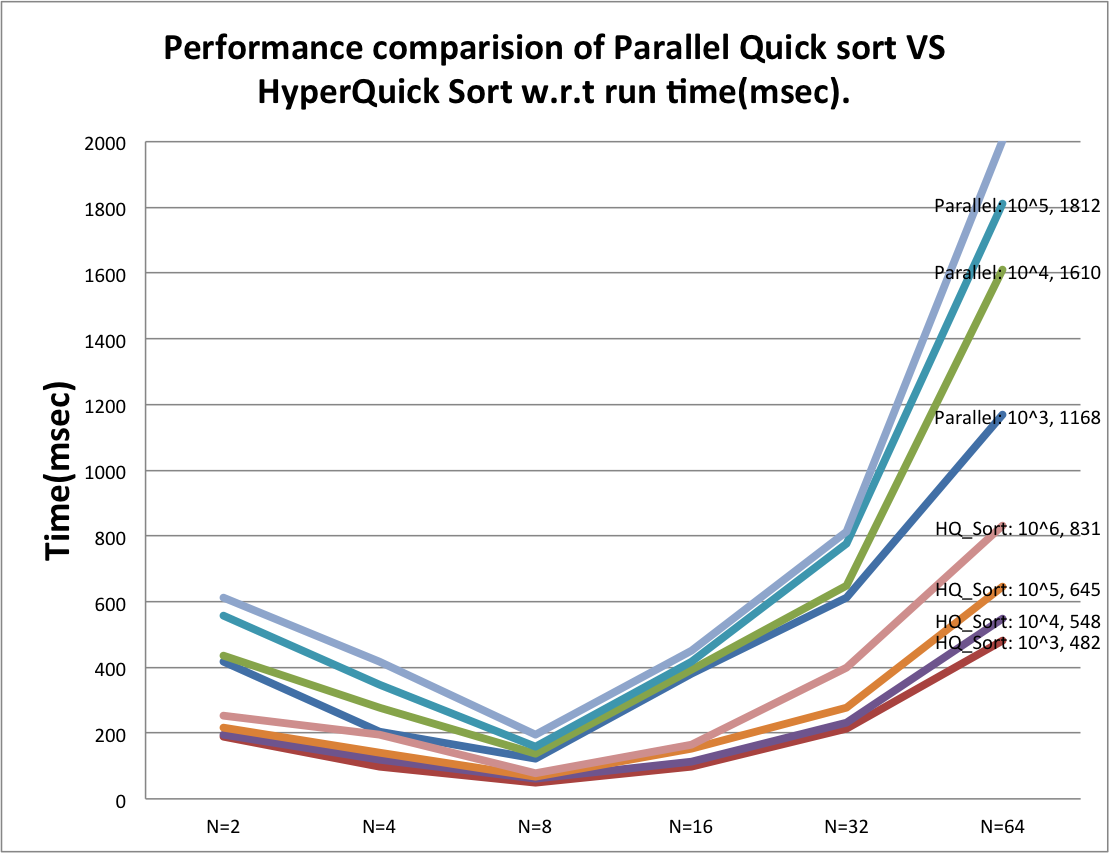 Performance comparision of Parallel Quick sort VS
HyperQuick Sort w.r.t run time(msec).
Time(msec)
2000
1800
1600
1400
1200
1000
800
600
400
200
0
Parallel: 10^5, 1812
Parallel: 10^4, 1610
Parallel: 10^3, 1168
HQ_Sort: 10^6, 831
HQ_Sort: 10^5, 645
HQ_Sort: 10^4, 548
HQ_Sort: 10^3, 482
N=2 N=4 N=8 N=16 N=32 N=64